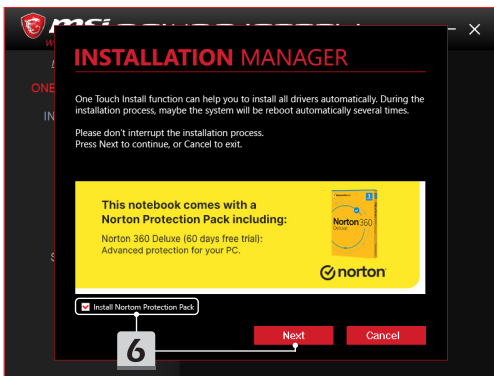 msi
INSTALLATION MANAGER
ONE
IN
One Touch Install function can help you to install all drivers automatically. During the
installation process, maybe the system will be reboot automatically several times.
Please don't interrupt the installation process.
Press Next to continue, or Cancel to exit.
This notebook comes with a
Norton Protection Pack including:
Norton 360 Deluxe (60 days free trial):
Advanced protection for your PC.
Norton 360
Deluxe
norton
Install Nortom Protection Pack
6
Next
Cancel